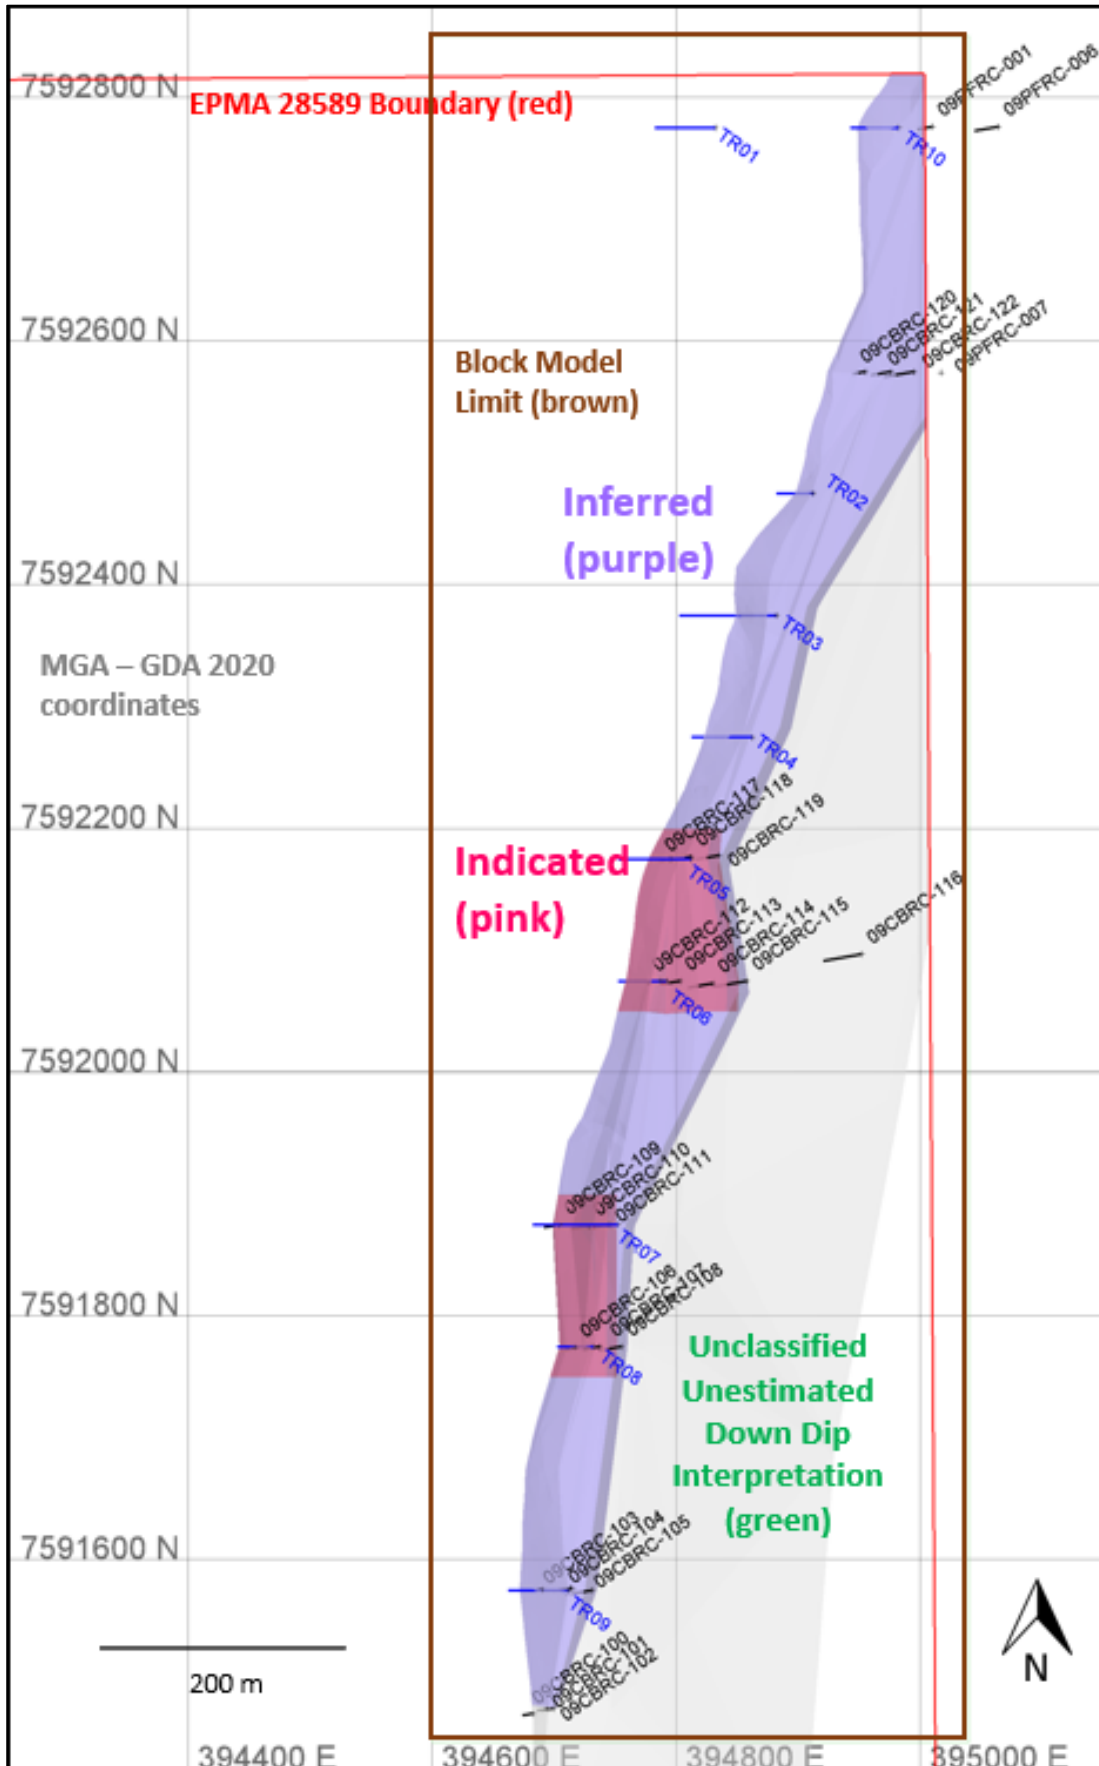 7592800 N
EPMA 28589 Boundary (red)
TR01
TR10
09PFRC-001
09PFRC-006
7592600 N
Block Model
Limit (brown)
09CBRC-120
09CBRC-121
09CBRC-122
09PFRC-007
Inferred
(purple)
TR02
7592400 N
TR03
MGA – GDA 2020
coordinates
TR04
7592200 N
09CBRC-117
09CBRC-118
09CBRC-119
Indicated
(pink)
TR05
09CBRC-112
09CBRC-113
09CBRC-114
09CBRC-115
09CBRC-116
TR06
7592000 N
09CBRC-109
09CBRC-110
09CBRC-111
TR07
7591800 N
09CBRC-106
09CBRC-107
09CBRC-108
TR08
Unclassified
Unestimated
Down Dip
Interpretation
(green)
7591600 N
09CBRC-103
09CBRC-104
09CBRC-105
TR09
09CBRC-100
09CBRC-101
09CBRC-102
200 m
N
394400 E
394600 E
394800 E
395000 E